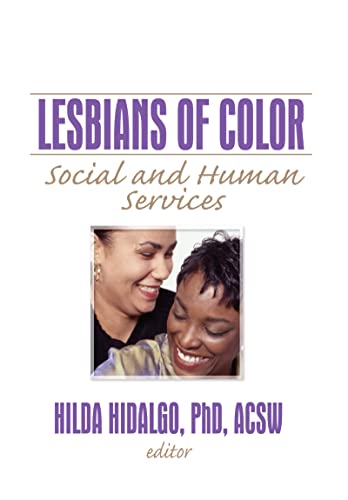 LESBIANS OF COLOR
Social and Human
Services
HILDA HIDALGO, PhD, ACSW
editor